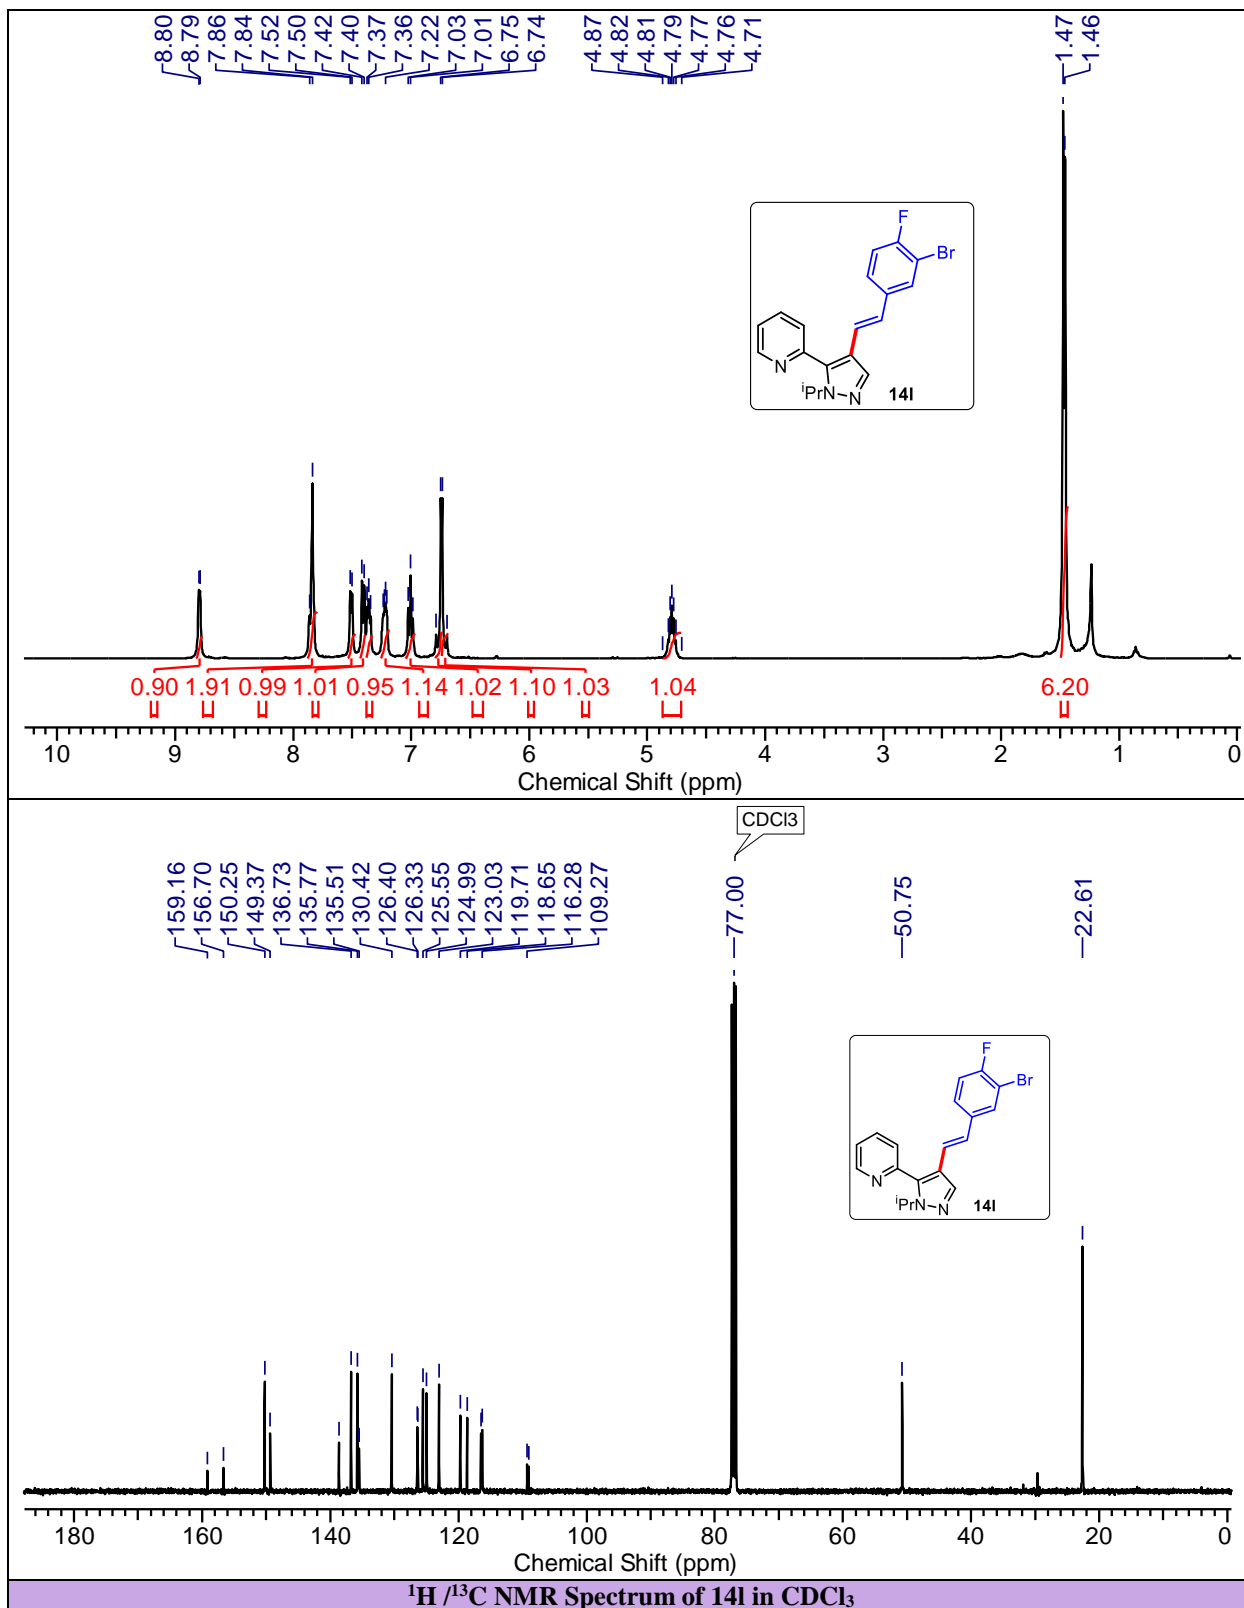 8.80
8.79
7.86
7.84
7.52
7.50
7.42
7.40
7.37
7.36
7.22
7.03
7.01
6.75
6.74
4.87
4.82
4.81
4.79
4.77
4.76
4.71
1.47
1.46
F
Br
N
iPrN
N
14l
0.90 1.91 0.99 1.01 0.95 1.14 1.02 1.10 1.03 1.04 6.20
10 9 8 7 6 5 4 3 2 1 0
Chemical Shift (ppm)
CDCl3
159.16
156.70
150.25
149.37
136.73
135.77
135.51
130.42
126.40
126.33
125.55
124.99
123.03
119.71
118.65
116.28
109.27
77.00
50.75
22.61
F
Br
N
iPrN
N
14l
180 160 140 120 100 80 60 40 20 0
Chemical Shift (ppm)
¹H /¹³C NMR Spectrum of 14l in CDCl₃